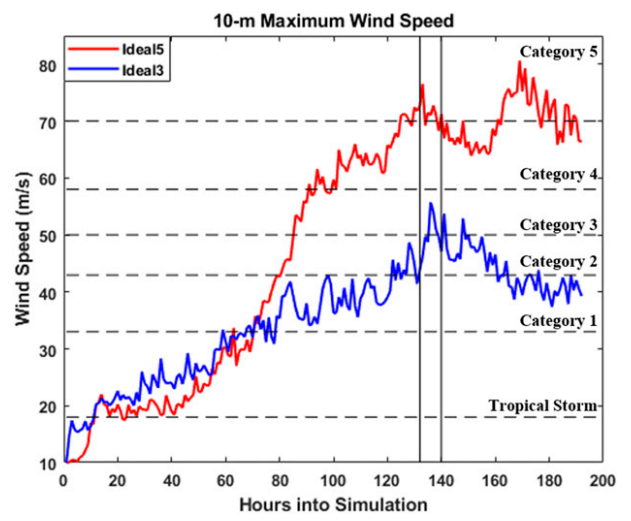 10-m Maximum Wind Speed
Ideal5
Ideal3
Category 5
Category 4
Category 3
Category 2
Category 1
Tropical Storm
80
70
60
50
40
30
20
10
Wind Speed (m/s)
0 20 40 60 80 100 120 140 160 180 200
Hours into Simulation